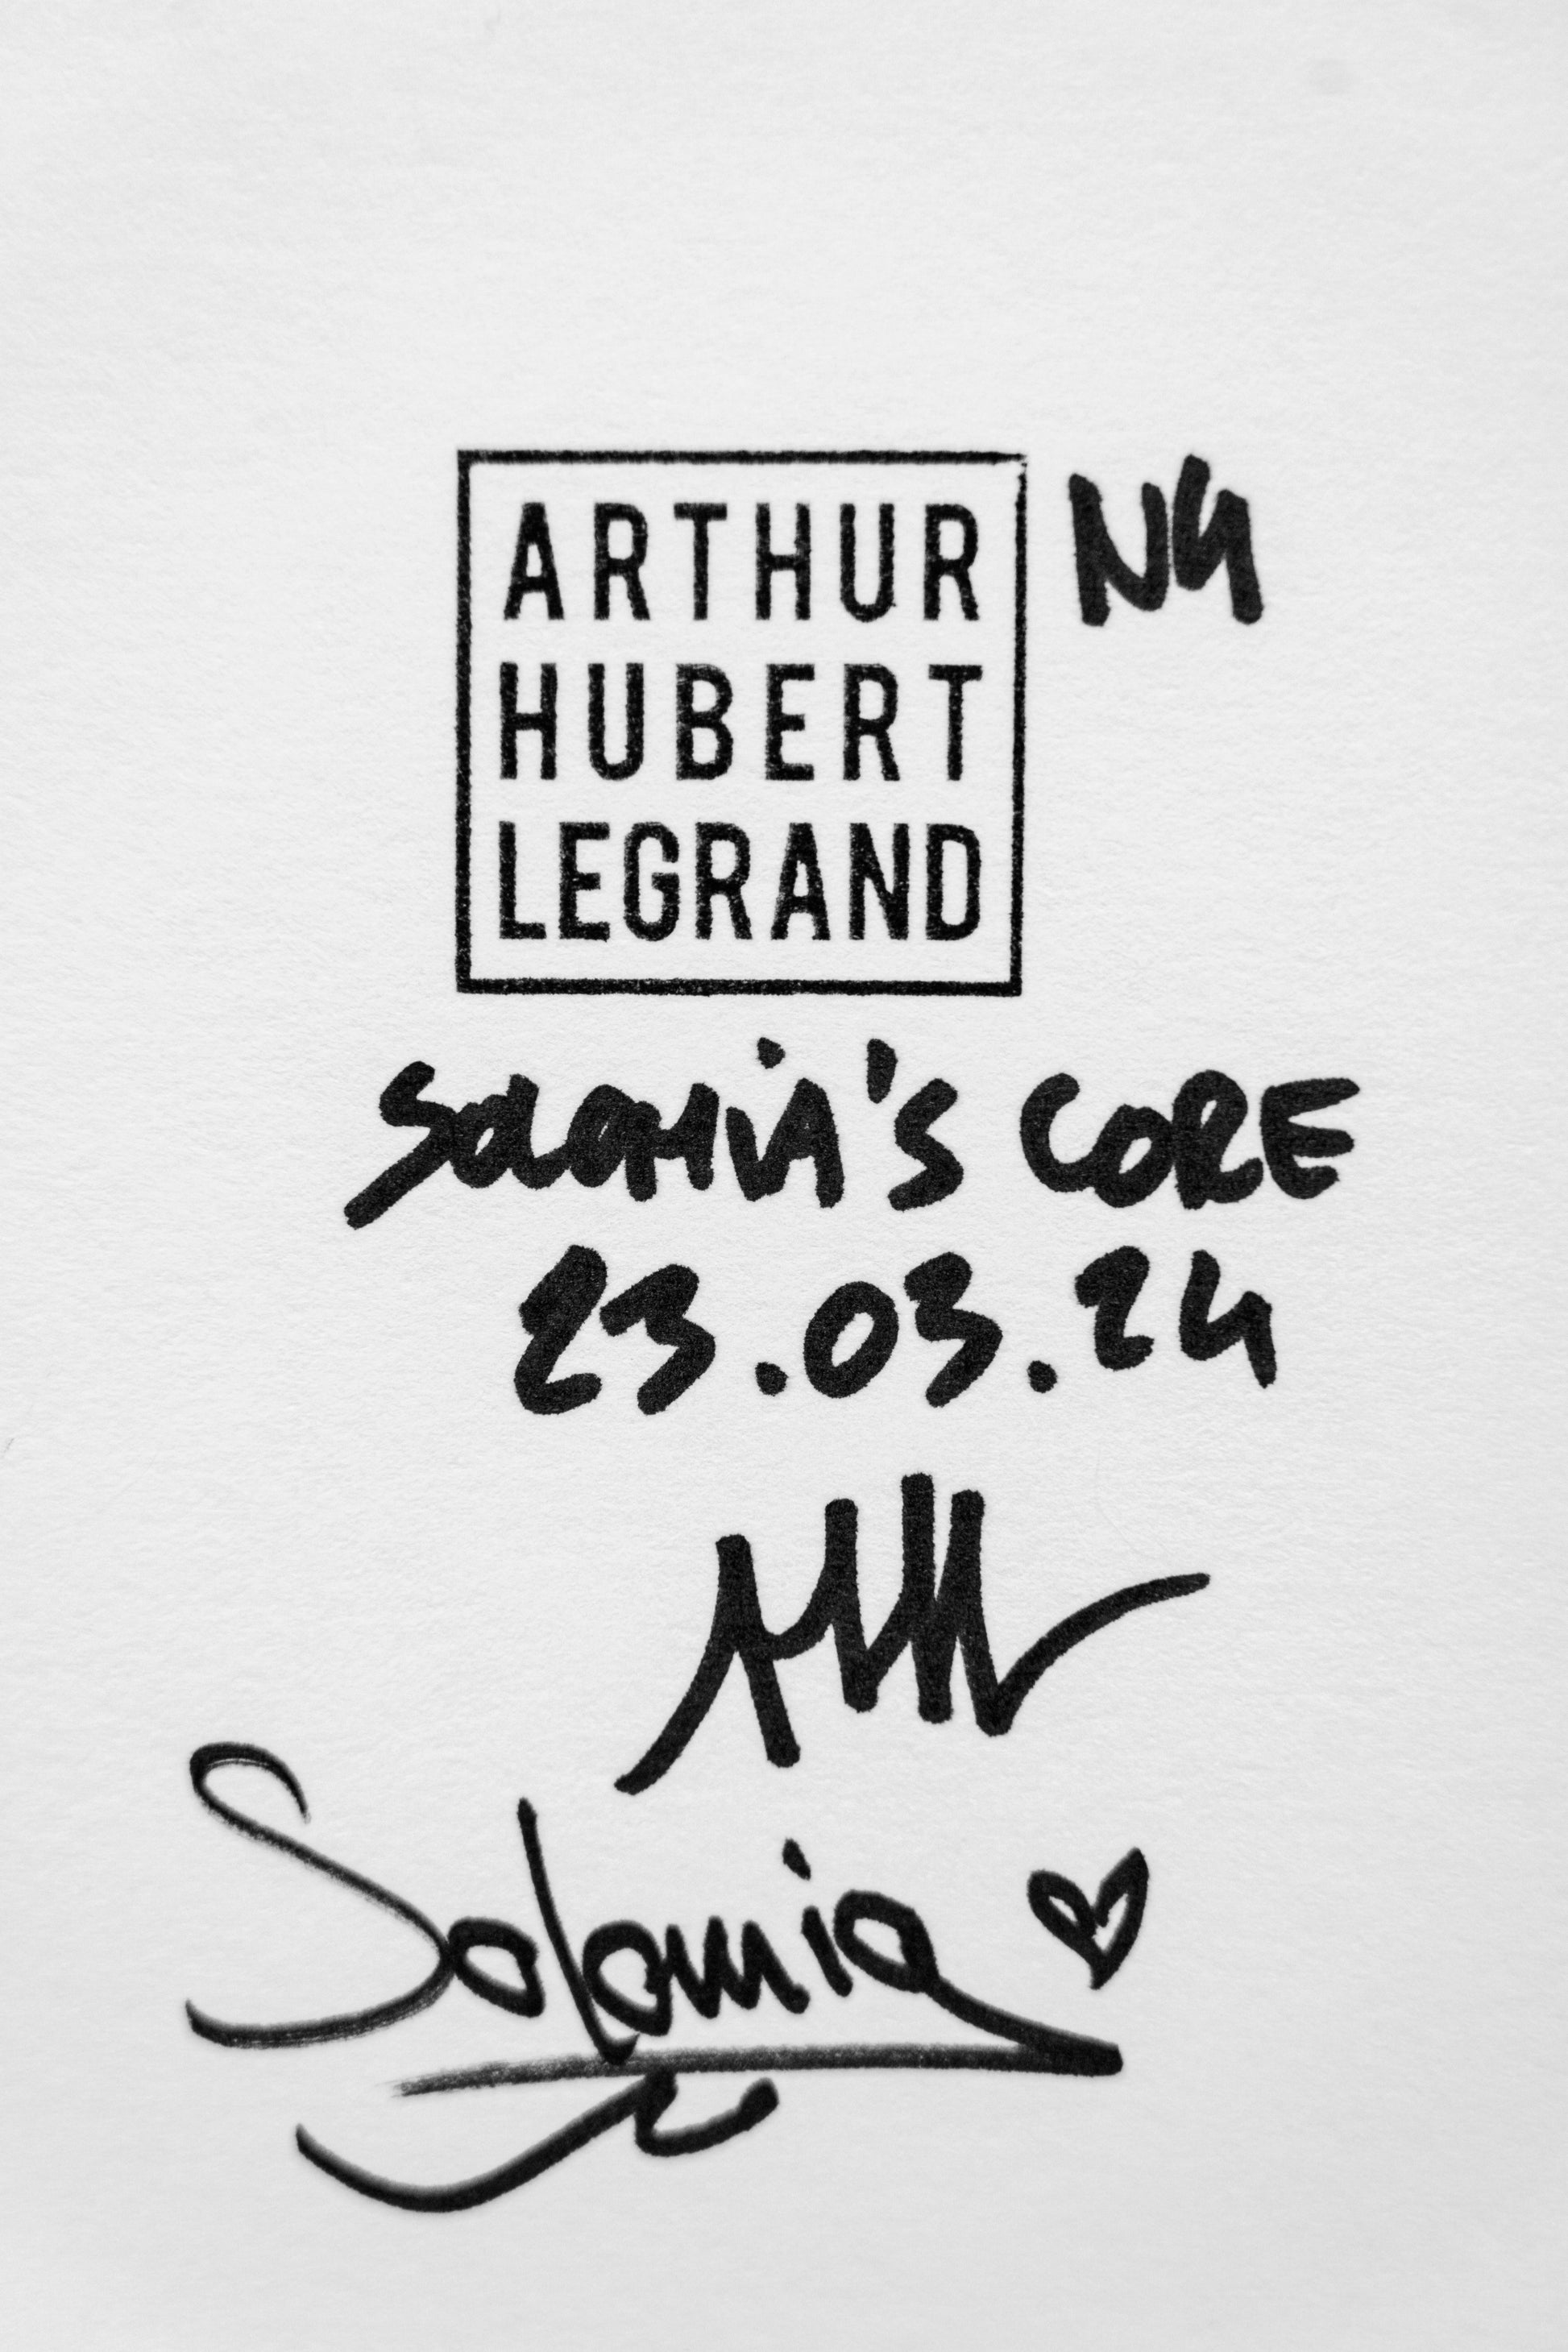 ARTHUR
HUBERT
LEGRAND
N4
SOLOMiA's CORE
23.03.24
Solomia